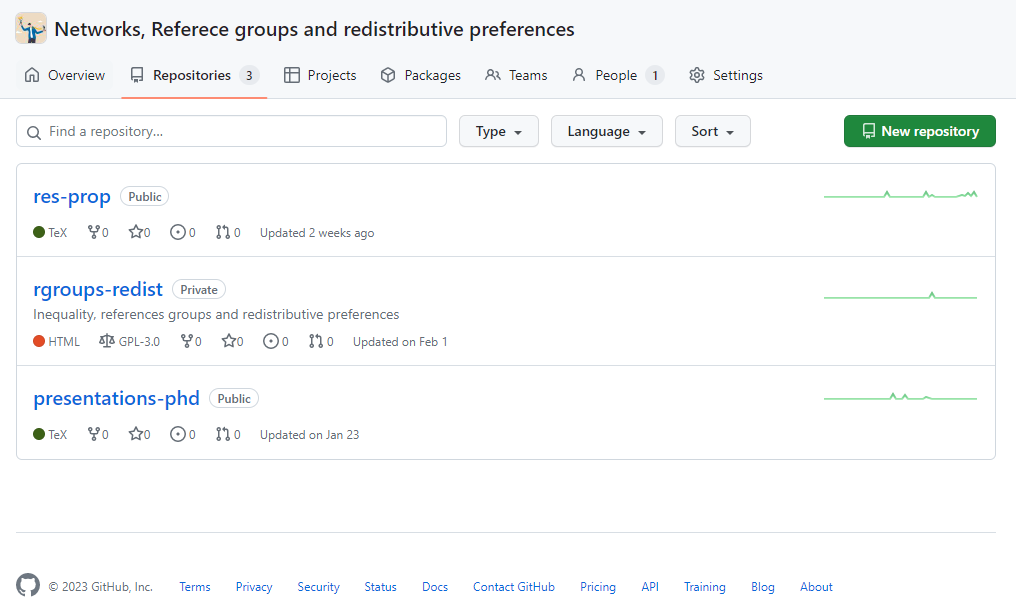 Networks, Referece groups and redistributive preferences
Overview Repositories 3 Projects Packages Teams People 1 Settings
Find a repository... Type Language Sort New repository
res-prop Public
TeX 0 0 0 0 Updated 2 weeks ago
rgroups-redist Private
Inequality, references groups and redistributive preferences
HTML GPL-3.0 0 0 0 0 Updated on Feb 1
presentations-phd Public
TeX 0 0 0 0 Updated on Jan 23
© 2023 GitHub, Inc. Terms Privacy Security Status Docs Contact GitHub Pricing API Training Blog About